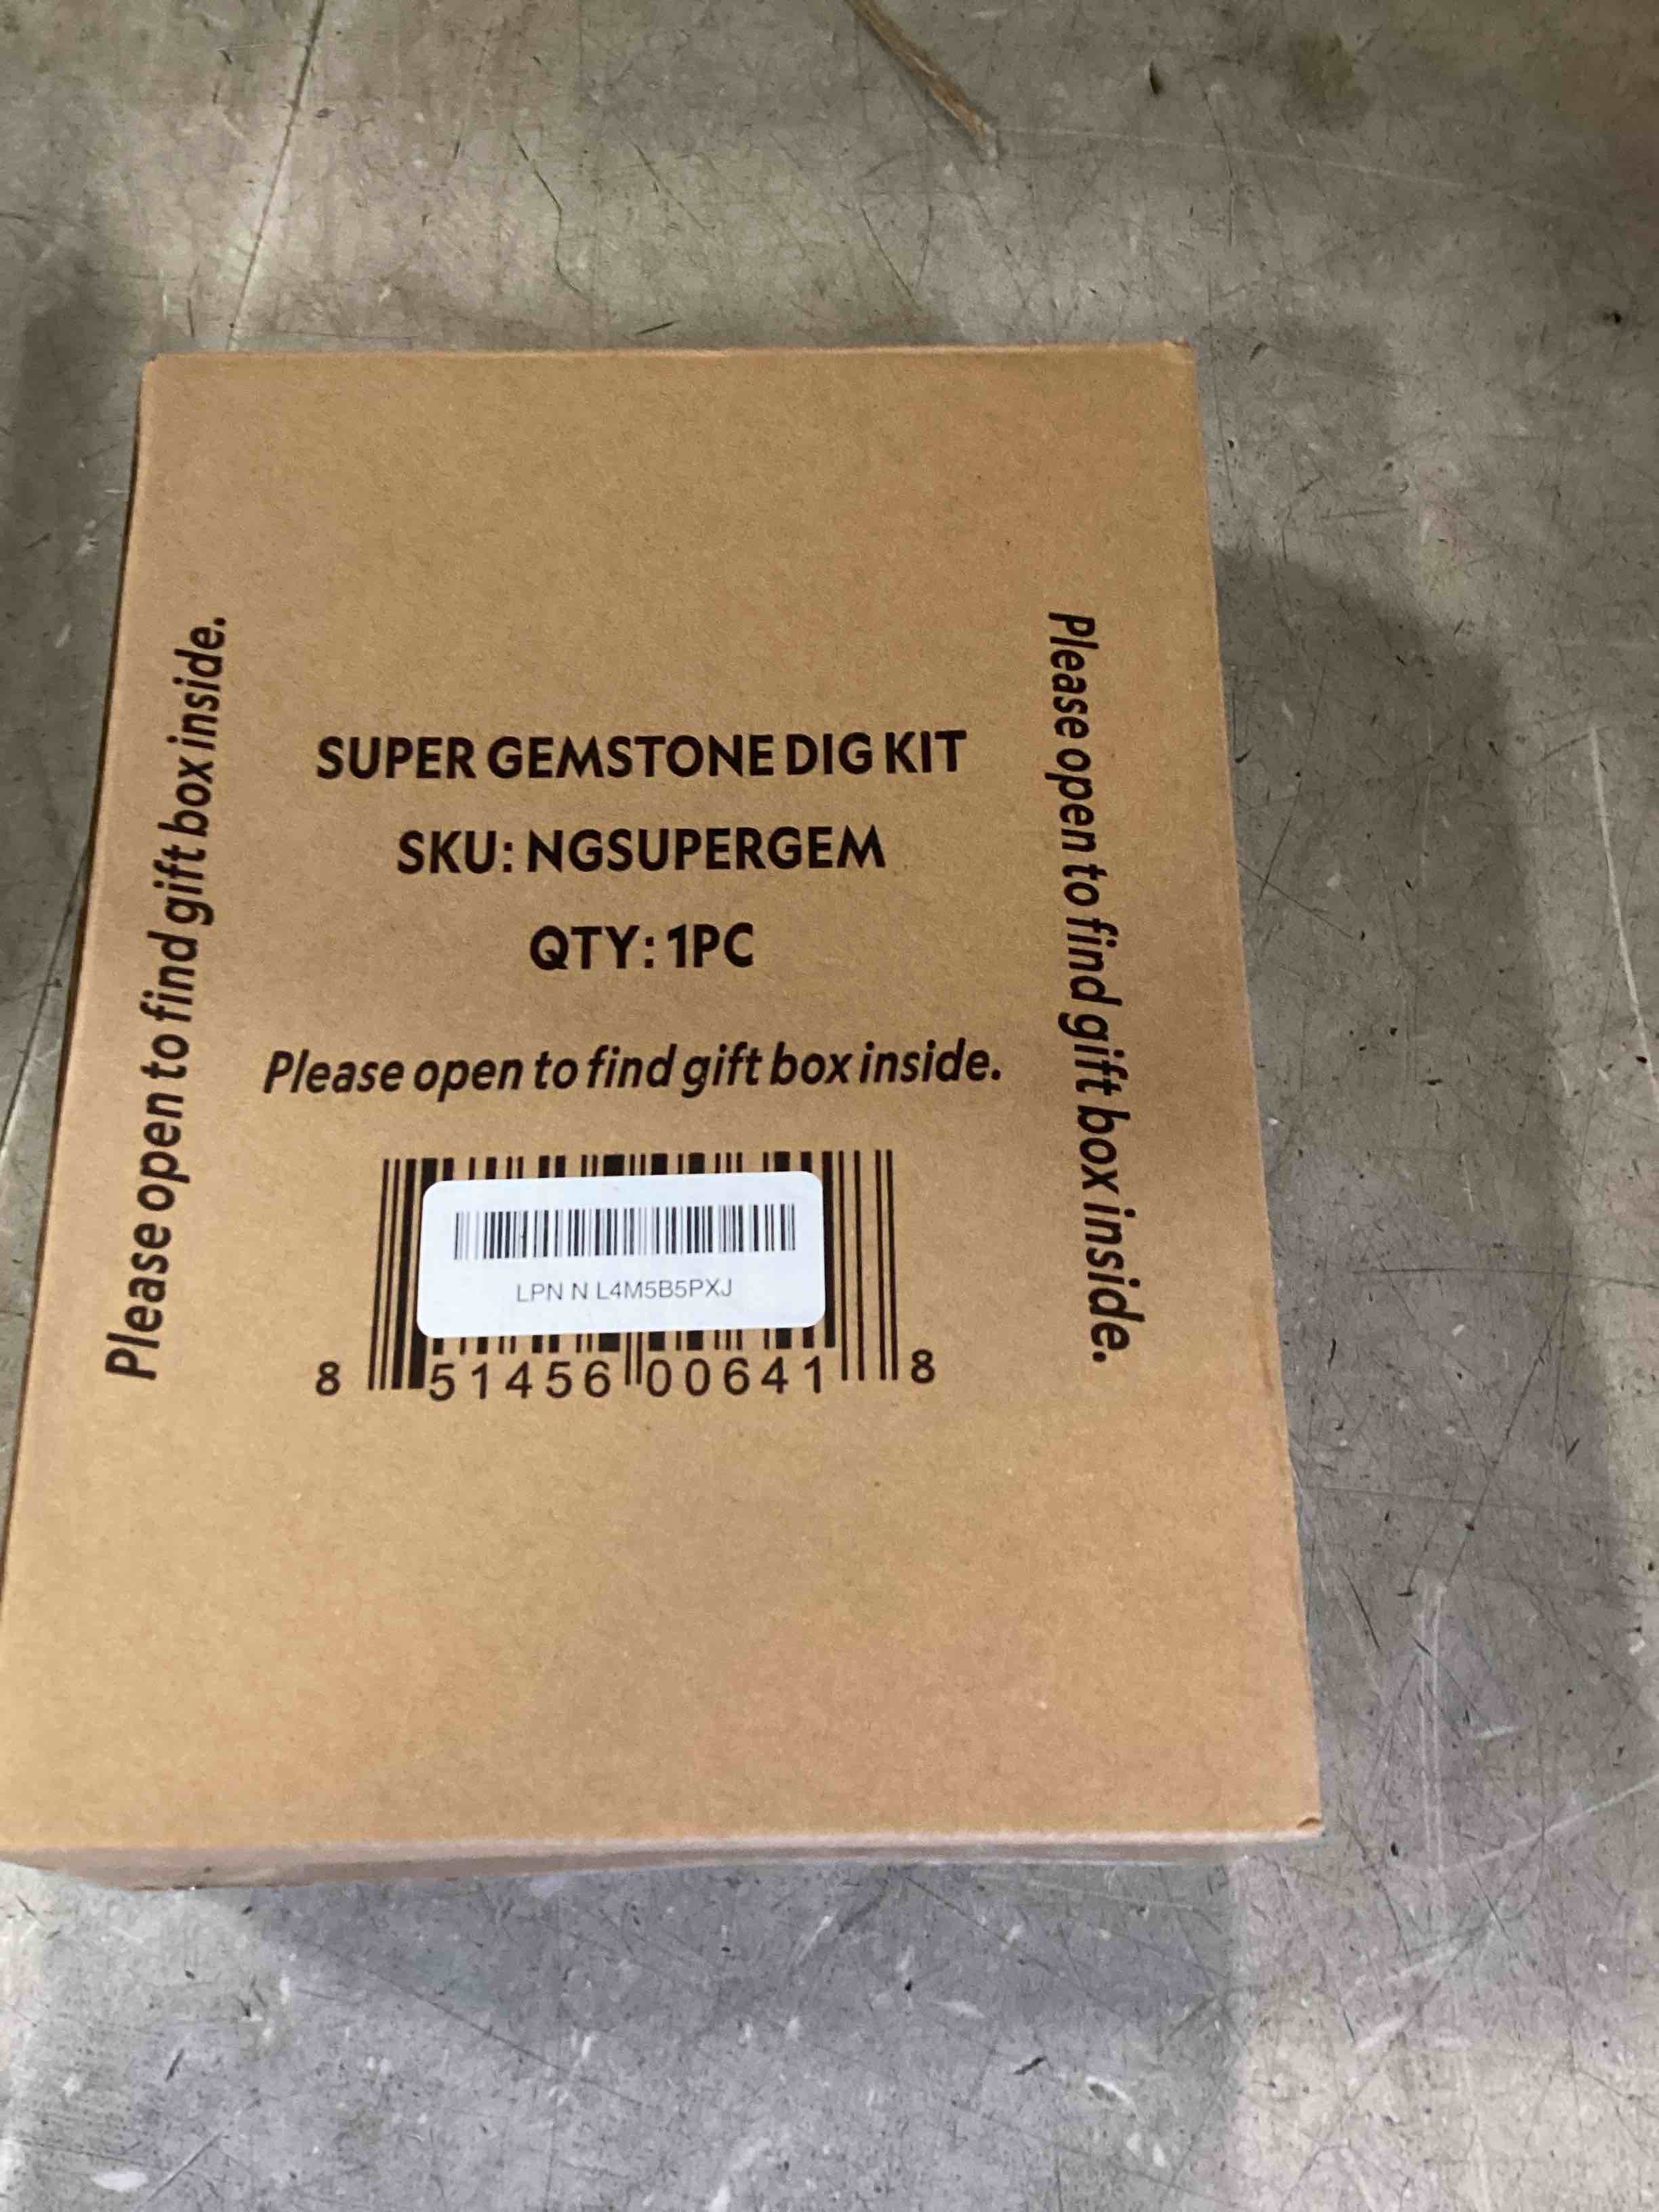 SUPER GEMSTONE DIG KIT
SKU: NGSUPERGEM
QTY: 1PC
Please open to find gift box inside.
Please open to find gift box inside.
Please open to find gift box inside.
LPN N L4M5B5PXJ
8 51456 00641 8